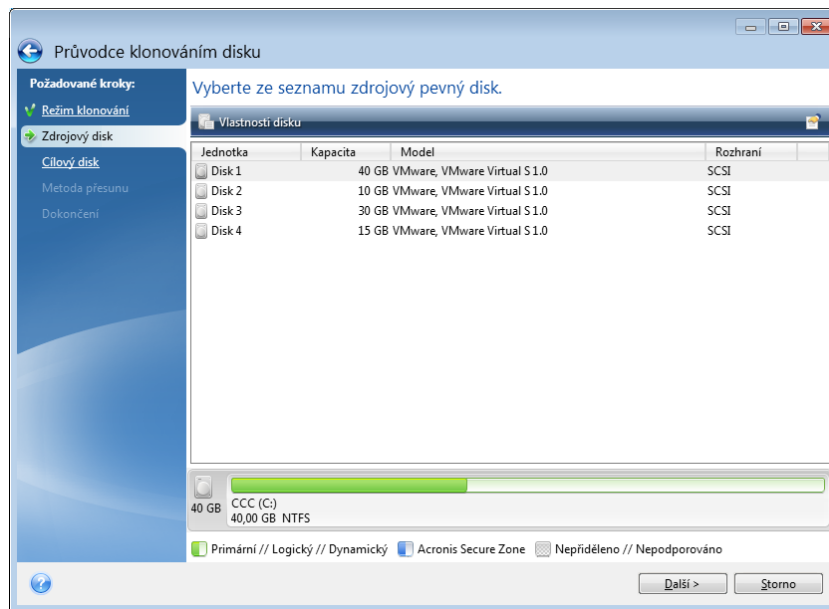 Průvodce klonováním disku
Požadované kroky:
Režim klonování
Zdrojový disk
Cílový disk
Metoda přesunu
Dokončení
Vyberte ze seznamu zdrojový pevný disk.
Vlastnosti disku
Jednotka Kapacita Model Rozhraní
Disk 1 40 GB VMware, VMware Virtual S 1.0 SCSI
Disk 2 10 GB VMware, VMware Virtual S 1.0 SCSI
Disk 3 30 GB VMware, VMware Virtual S 1.0 SCSI
Disk 4 15 GB VMware, VMware Virtual S 1.0 SCSI
40 GB
CCC (C:)
40,00 GB NTFS
Primární // Logický // Dynamický Acronis Secure Zone Nepřiděleno // Nepodporováno
Další > Storno